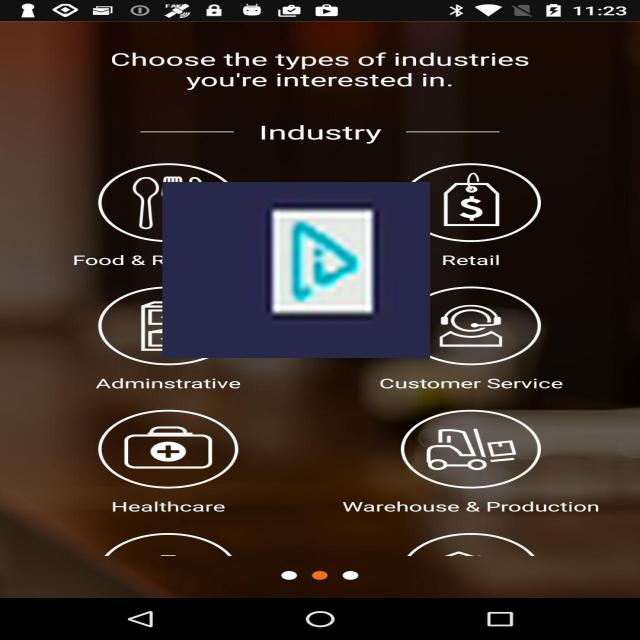 11:23
Choose the types of industries
you're interested in.
Industry
Food & R
Retail
Adminstrative
Customer Service
Healthcare
Warehouse & Production